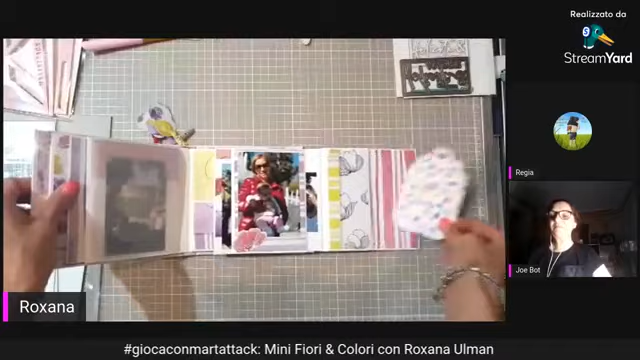 Realizzato da
StreamYard
Regia
Joe Bot
Roxana
#giocaconmartattack: Mini Fiori & Colori con Roxana Ulman